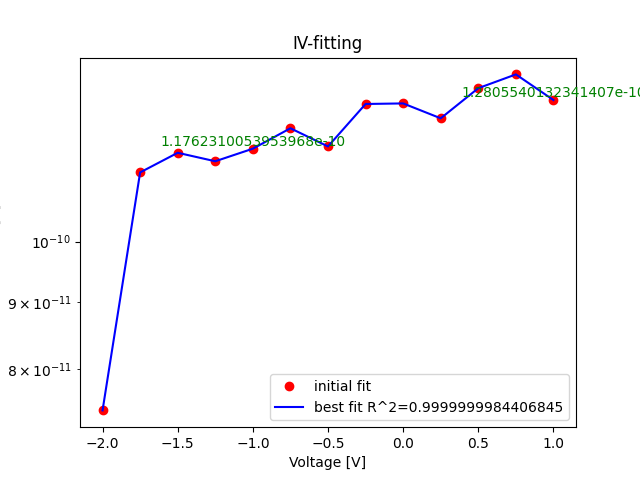 IV-fitting
1.1762310053953968e-10
1.2805540132341407e-10
10⁻¹⁰
9 × 10⁻¹¹
8 × 10⁻¹¹
initial fit
best fit R^2=0.9999999984406845
−2.0 −1.5 −1.0 −0.5 0.0 0.5 1.0
Voltage [V]